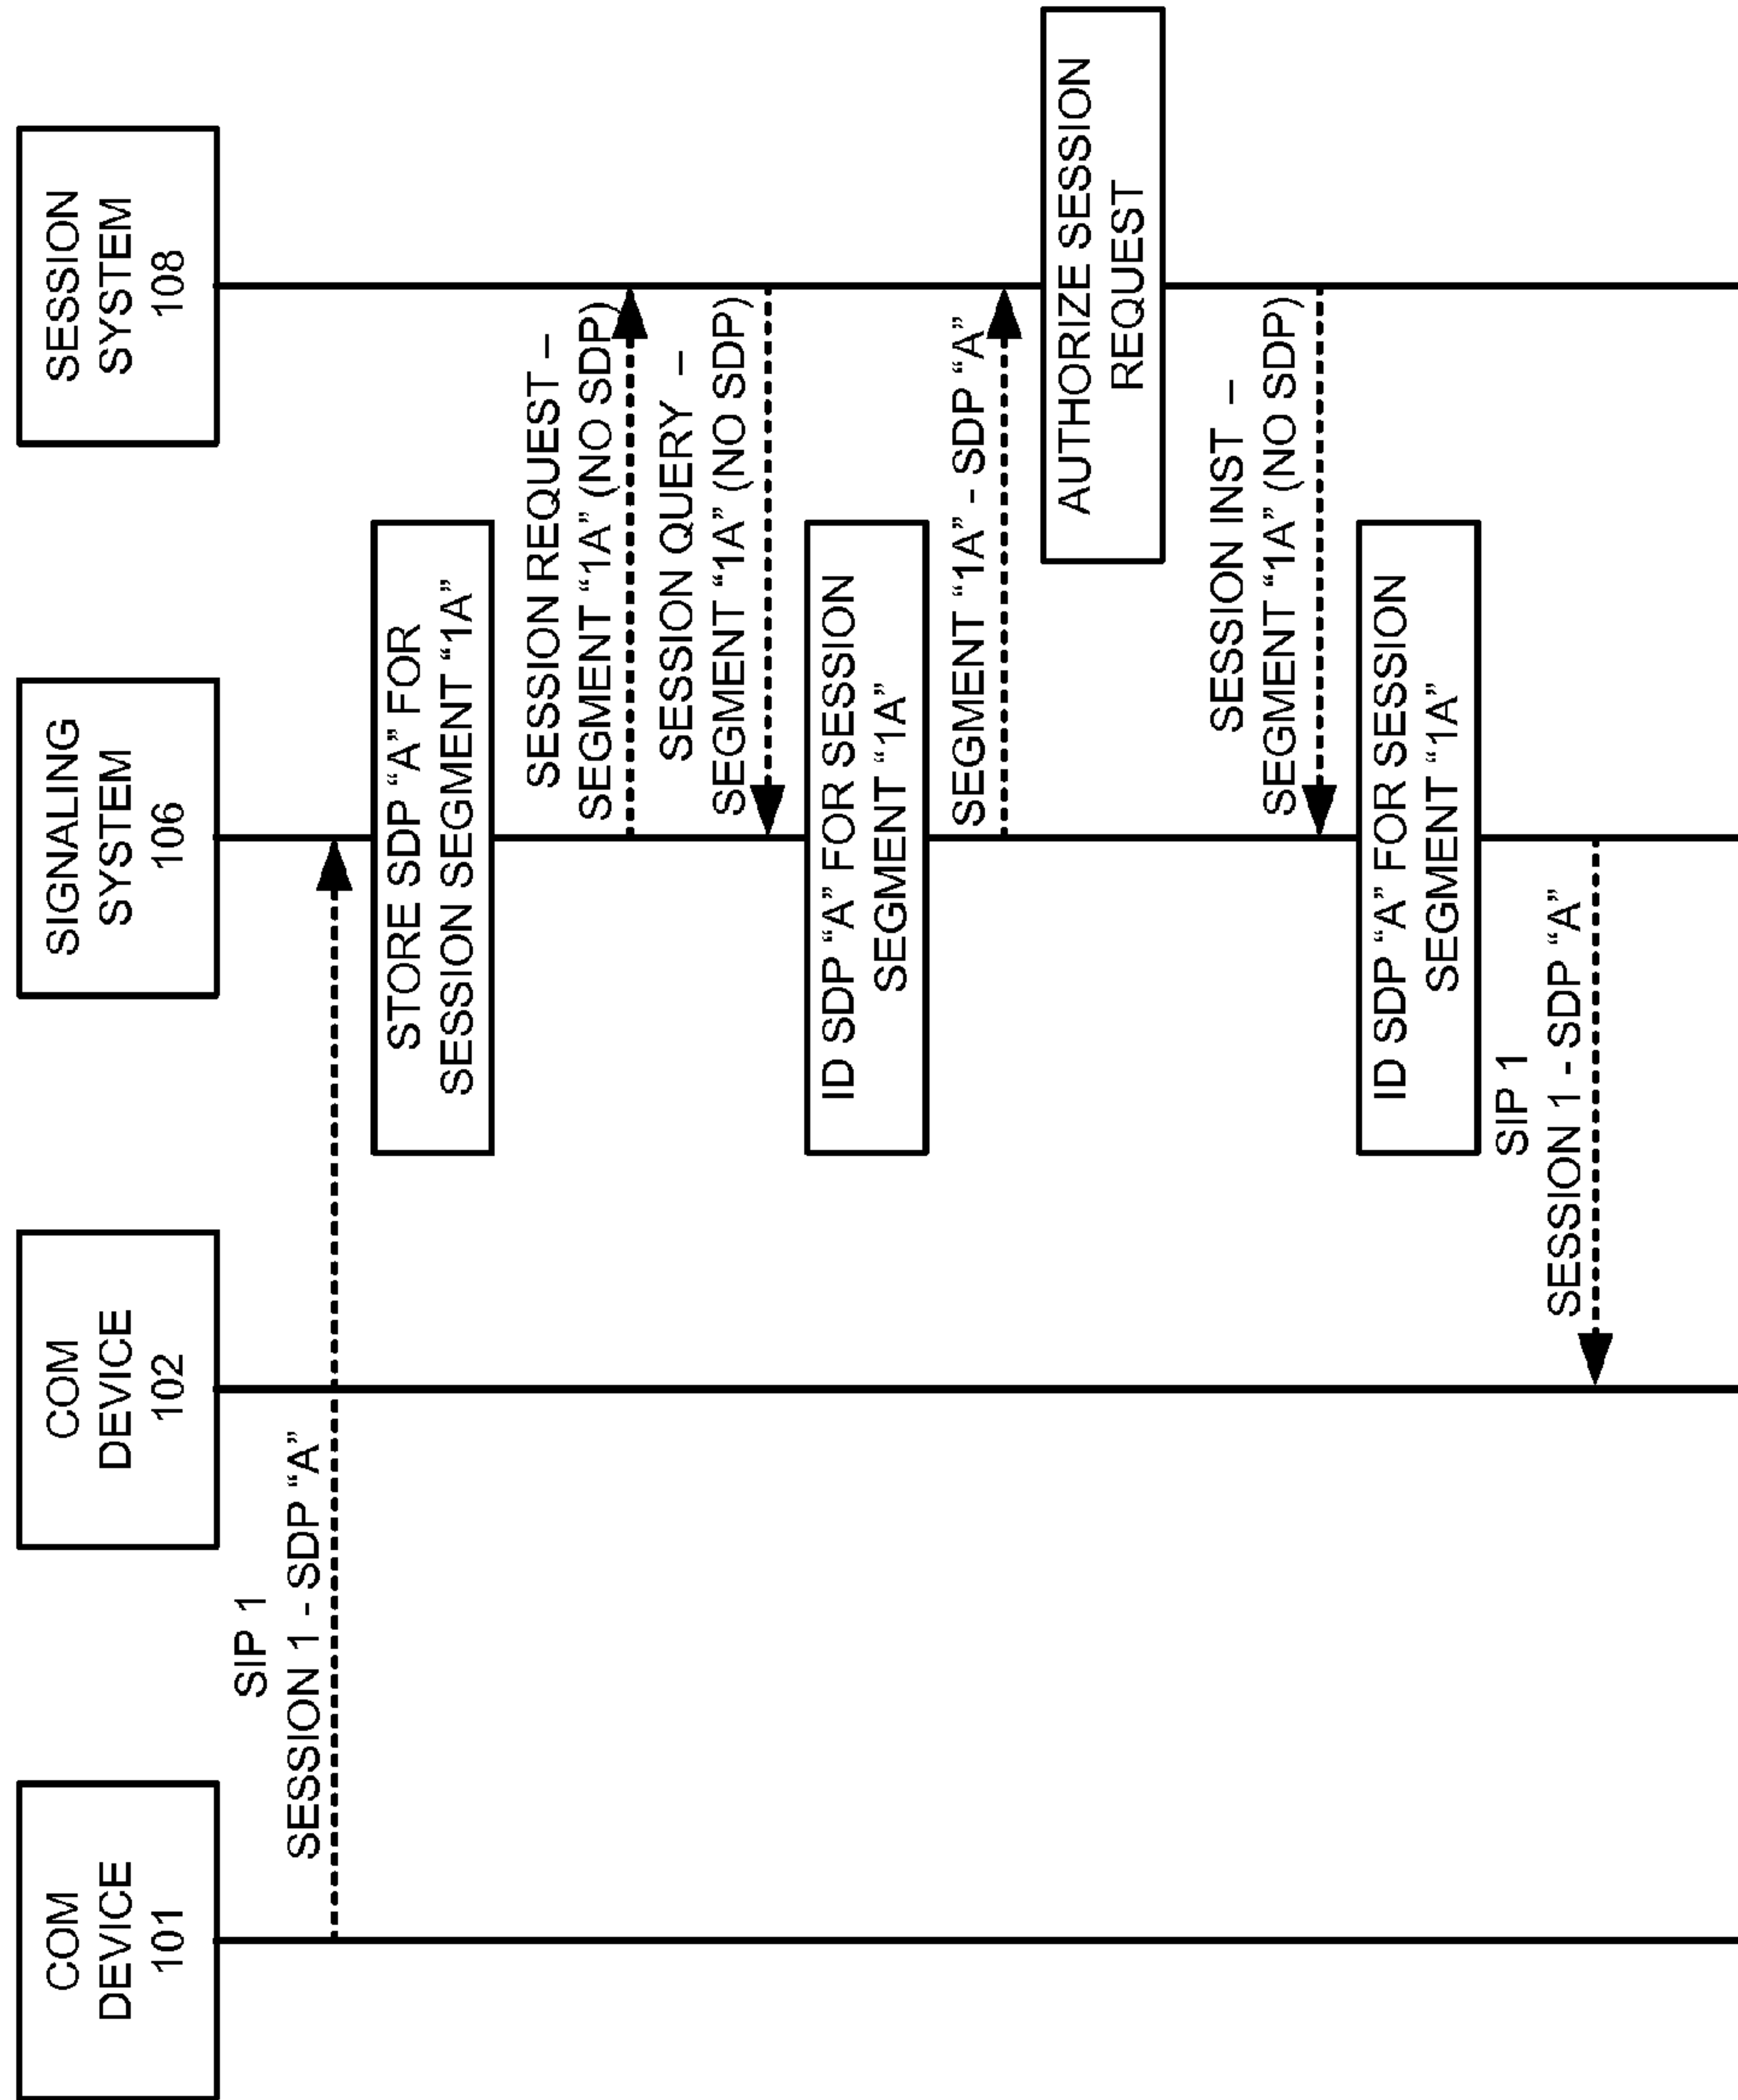 COM
DEVICE
101
COM
DEVICE
102
SIGNALING
SYSTEM
106
SESSION
SYSTEM
108
SIP 1
SESSION 1 - SDP “A”
STORE SDP “A” FOR
SESSION SEGMENT “1A”
SESSION REQUEST –
SEGMENT “1A” (NO SDP)
SESSION QUERY –
SEGMENT “1A” (NO SDP)
ID SDP “A” FOR SESSION
SEGMENT “1A”
SEGMENT “1A” - SDP “A”
AUTHORIZE SESSION
REQUEST
SESSION INST –
SEGMENT “1A” (NO SDP)
ID SDP “A” FOR SESSION
SEGMENT “1A”
SIP 1
SESSION 1 - SDP “A”